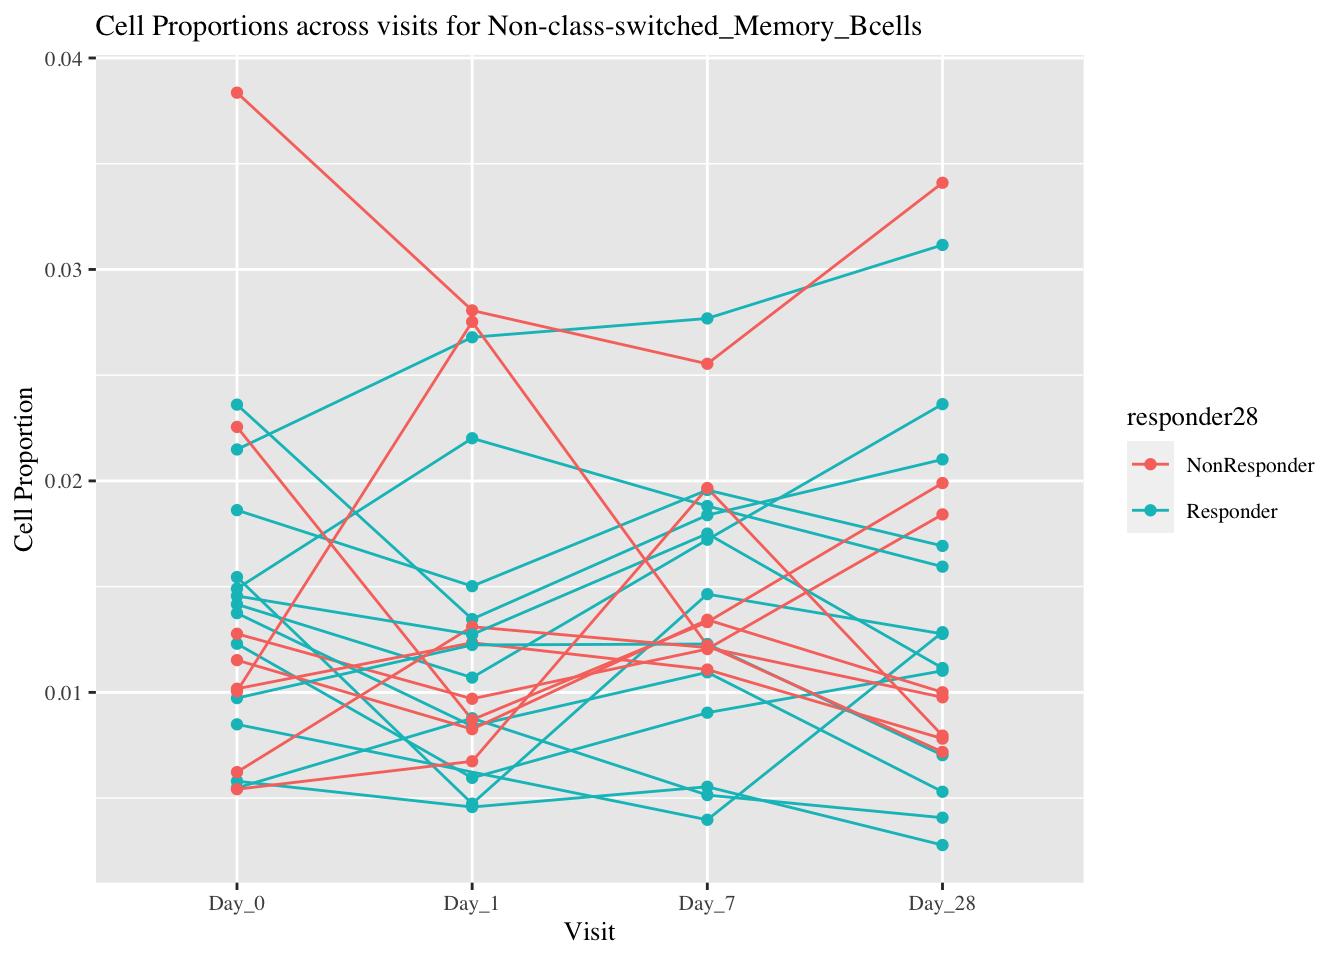 Cell Proportions across visits for Non-class-switched_Memory_Bcells
0.04
0.03
0.02
0.01
Cell Proportion
Day_0
Day_1
Day_7
Day_28
Visit
responder28
NonResponder
Responder